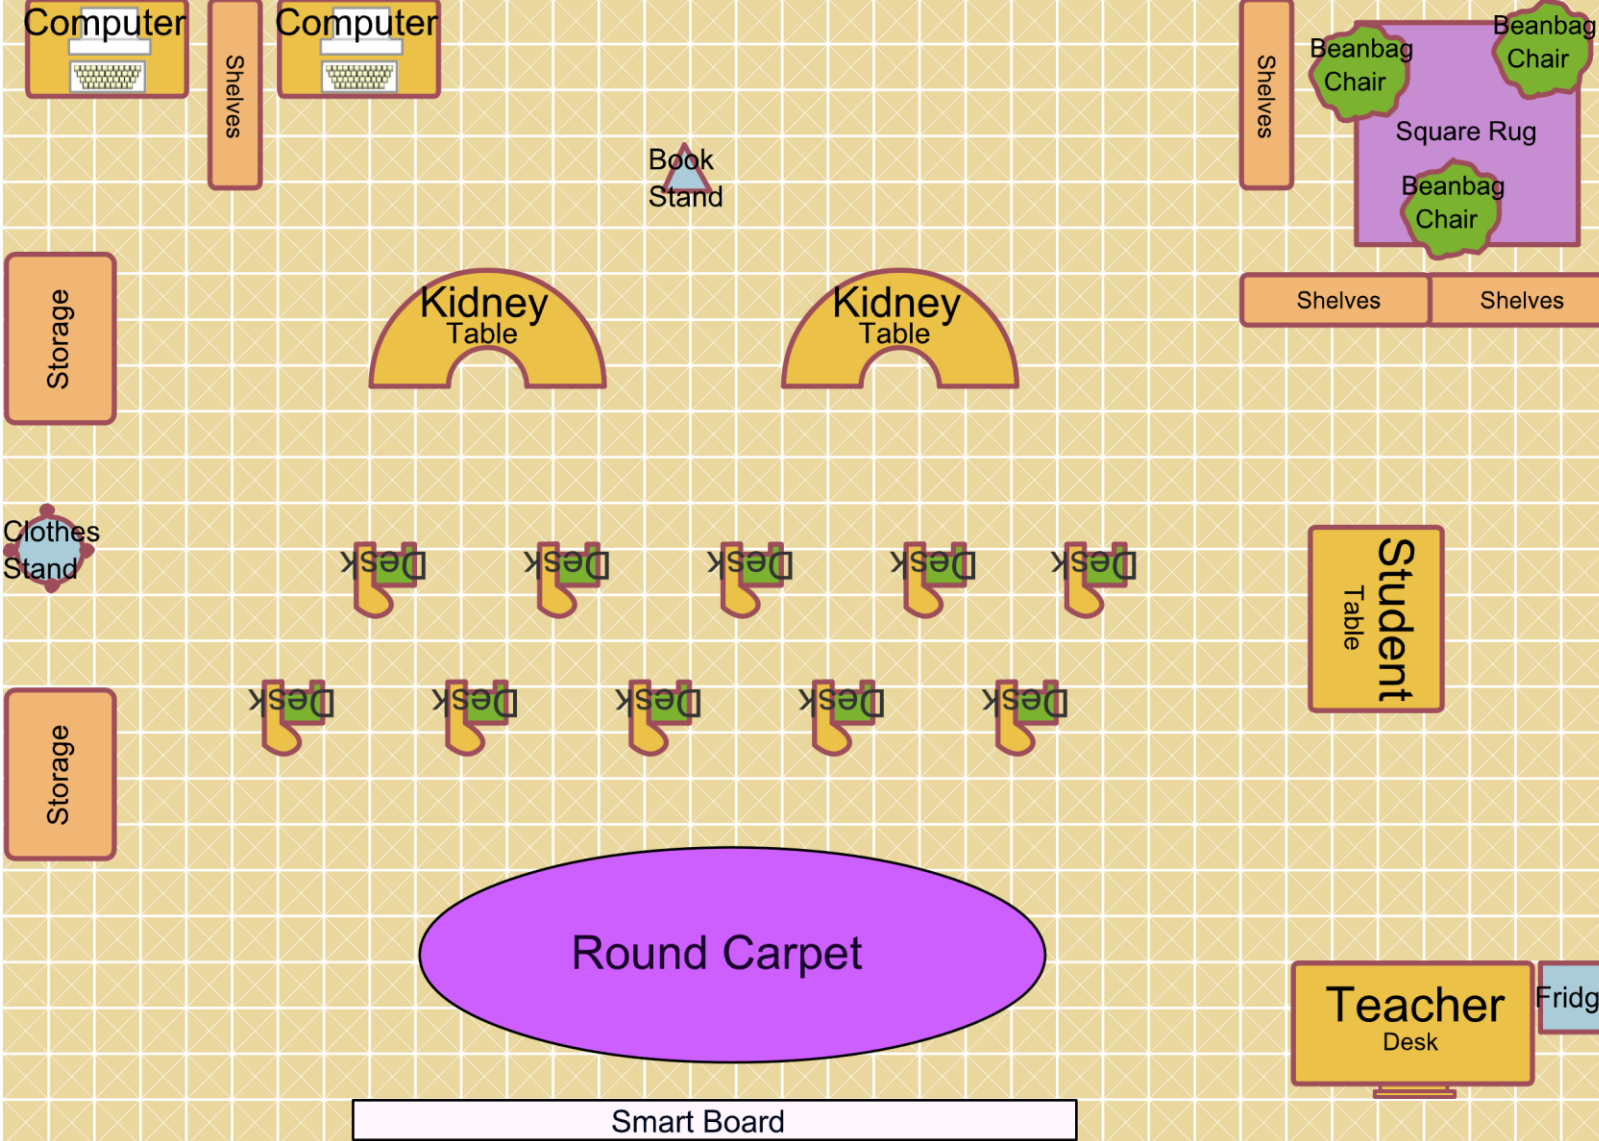 Computer
Shelves
Computer
Book
Stand
Shelves
Beanbag
Chair
Beanbag
Chair
Square Rug
Beanbag
Chair
Storage
Kidney
Table
Kidney
Table
Shelves
Shelves
Clothes
Stand
Desk
Desk
Desk
Desk
Desk
Student
Table
Desk
Desk
Desk
Desk
Desk
Storage
Round Carpet
Teacher
Desk
Fridg
Smart Board